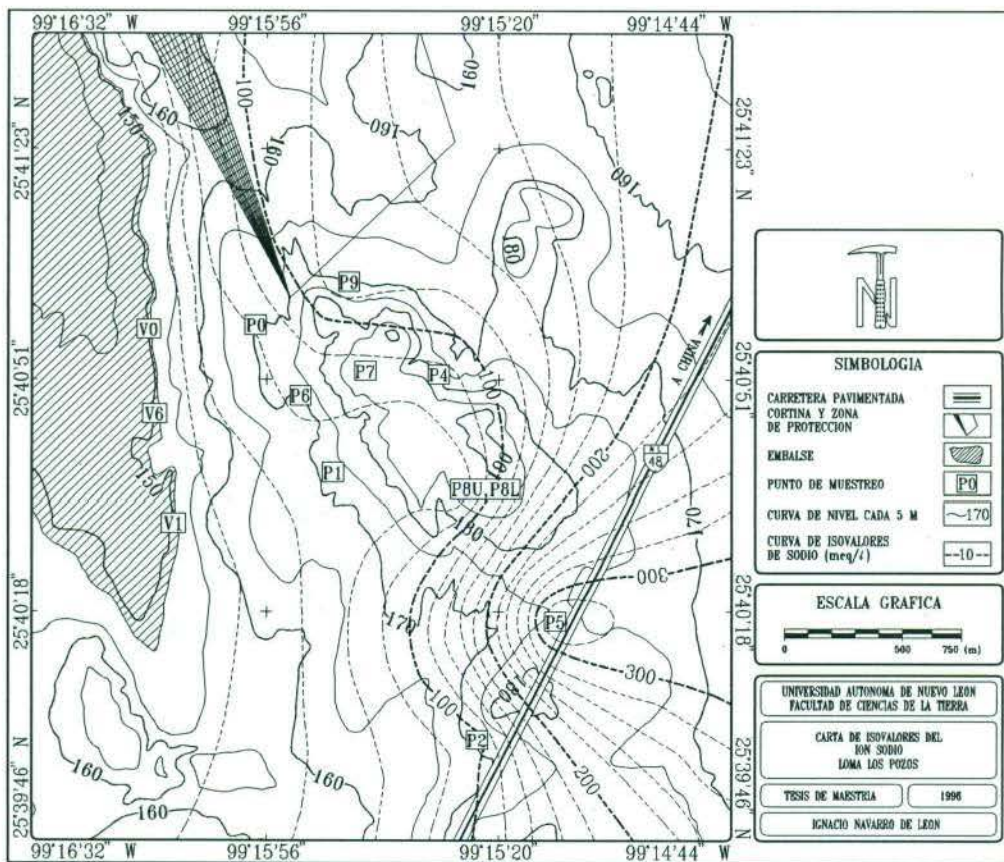 99°16'32" W
99°15'56"
99°15'20"
99°14'44" W
25°41'23" N
25°40'51"
25°40'18"
25°39'46" N
25°41'23" N
25°40'51"
25°40'18"
25°39'46" N
99°16'32" W
99°15'56"
99°15'20"
99°14'44" W
150
160
100
160
160
160
160
180
P9
V0
P0
P7
P4
100
P6
V6
A CHINA
200
150
P1
180
P8U,P8L
48
V1
180
170
170
300
P5
300
180
100
P2
200
160
160
160
N
SIMBOLOGIA
CARRETERA PAVIMENTADA
CORTINA Y ZONA
DE PROTECCION
EMBALSE
PUNTO DE MUESTREO
P0
CURVA DE NIVEL CADA 5 M
170
CURVA DE ISOVALORES
DE SODIO (meq/l)
10
ESCALA GRAFICA
0 500 750 (m)
UNIVERSIDAD AUTONOMA DE NUEVO LEON
FACULTAD DE CIENCIAS DE LA TIERRA
CARTA DE ISOVALORES DEL
ION SODIO
LOMA LOS POZOS
TESIS DE MAESTRIA
1996
IGNACIO NAVARRO DE LEON